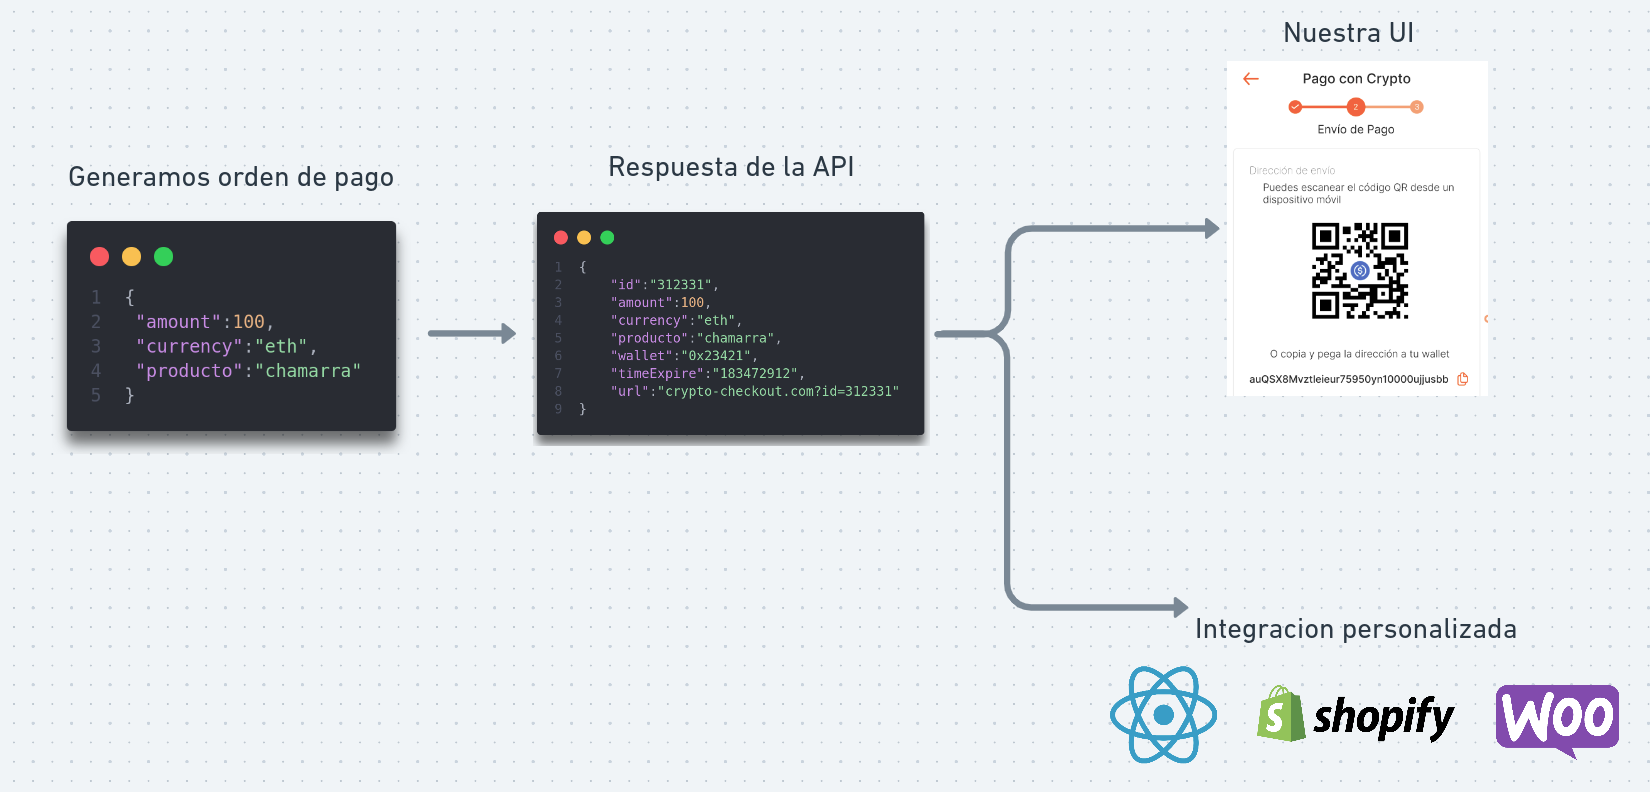 Generamos orden de pago
1 {
2 "amount":100,
3 "currency":"eth",
4 "producto":"chamarra"
5 }
Respuesta de la API
1 {
2 "id":"312331",
3 "amount":100,
4 "currency":"eth",
5 "producto":"chamarra",
6 "wallet":"0x23421",
7 "timeExpire":"183472912",
8 "url":"crypto-checkout.com?id=312331"
9 }
Nuestra UI
Pago con Crypto
2 3
Envío de Pago
Dirección de envío
Puedes escanear el código QR desde un
dispositivo móvil
O copia y pega la dirección a tu wallet
auQSX8Mvztleieur75950yn10000ujjusbb
Integracion personalizada
shopify
WOO